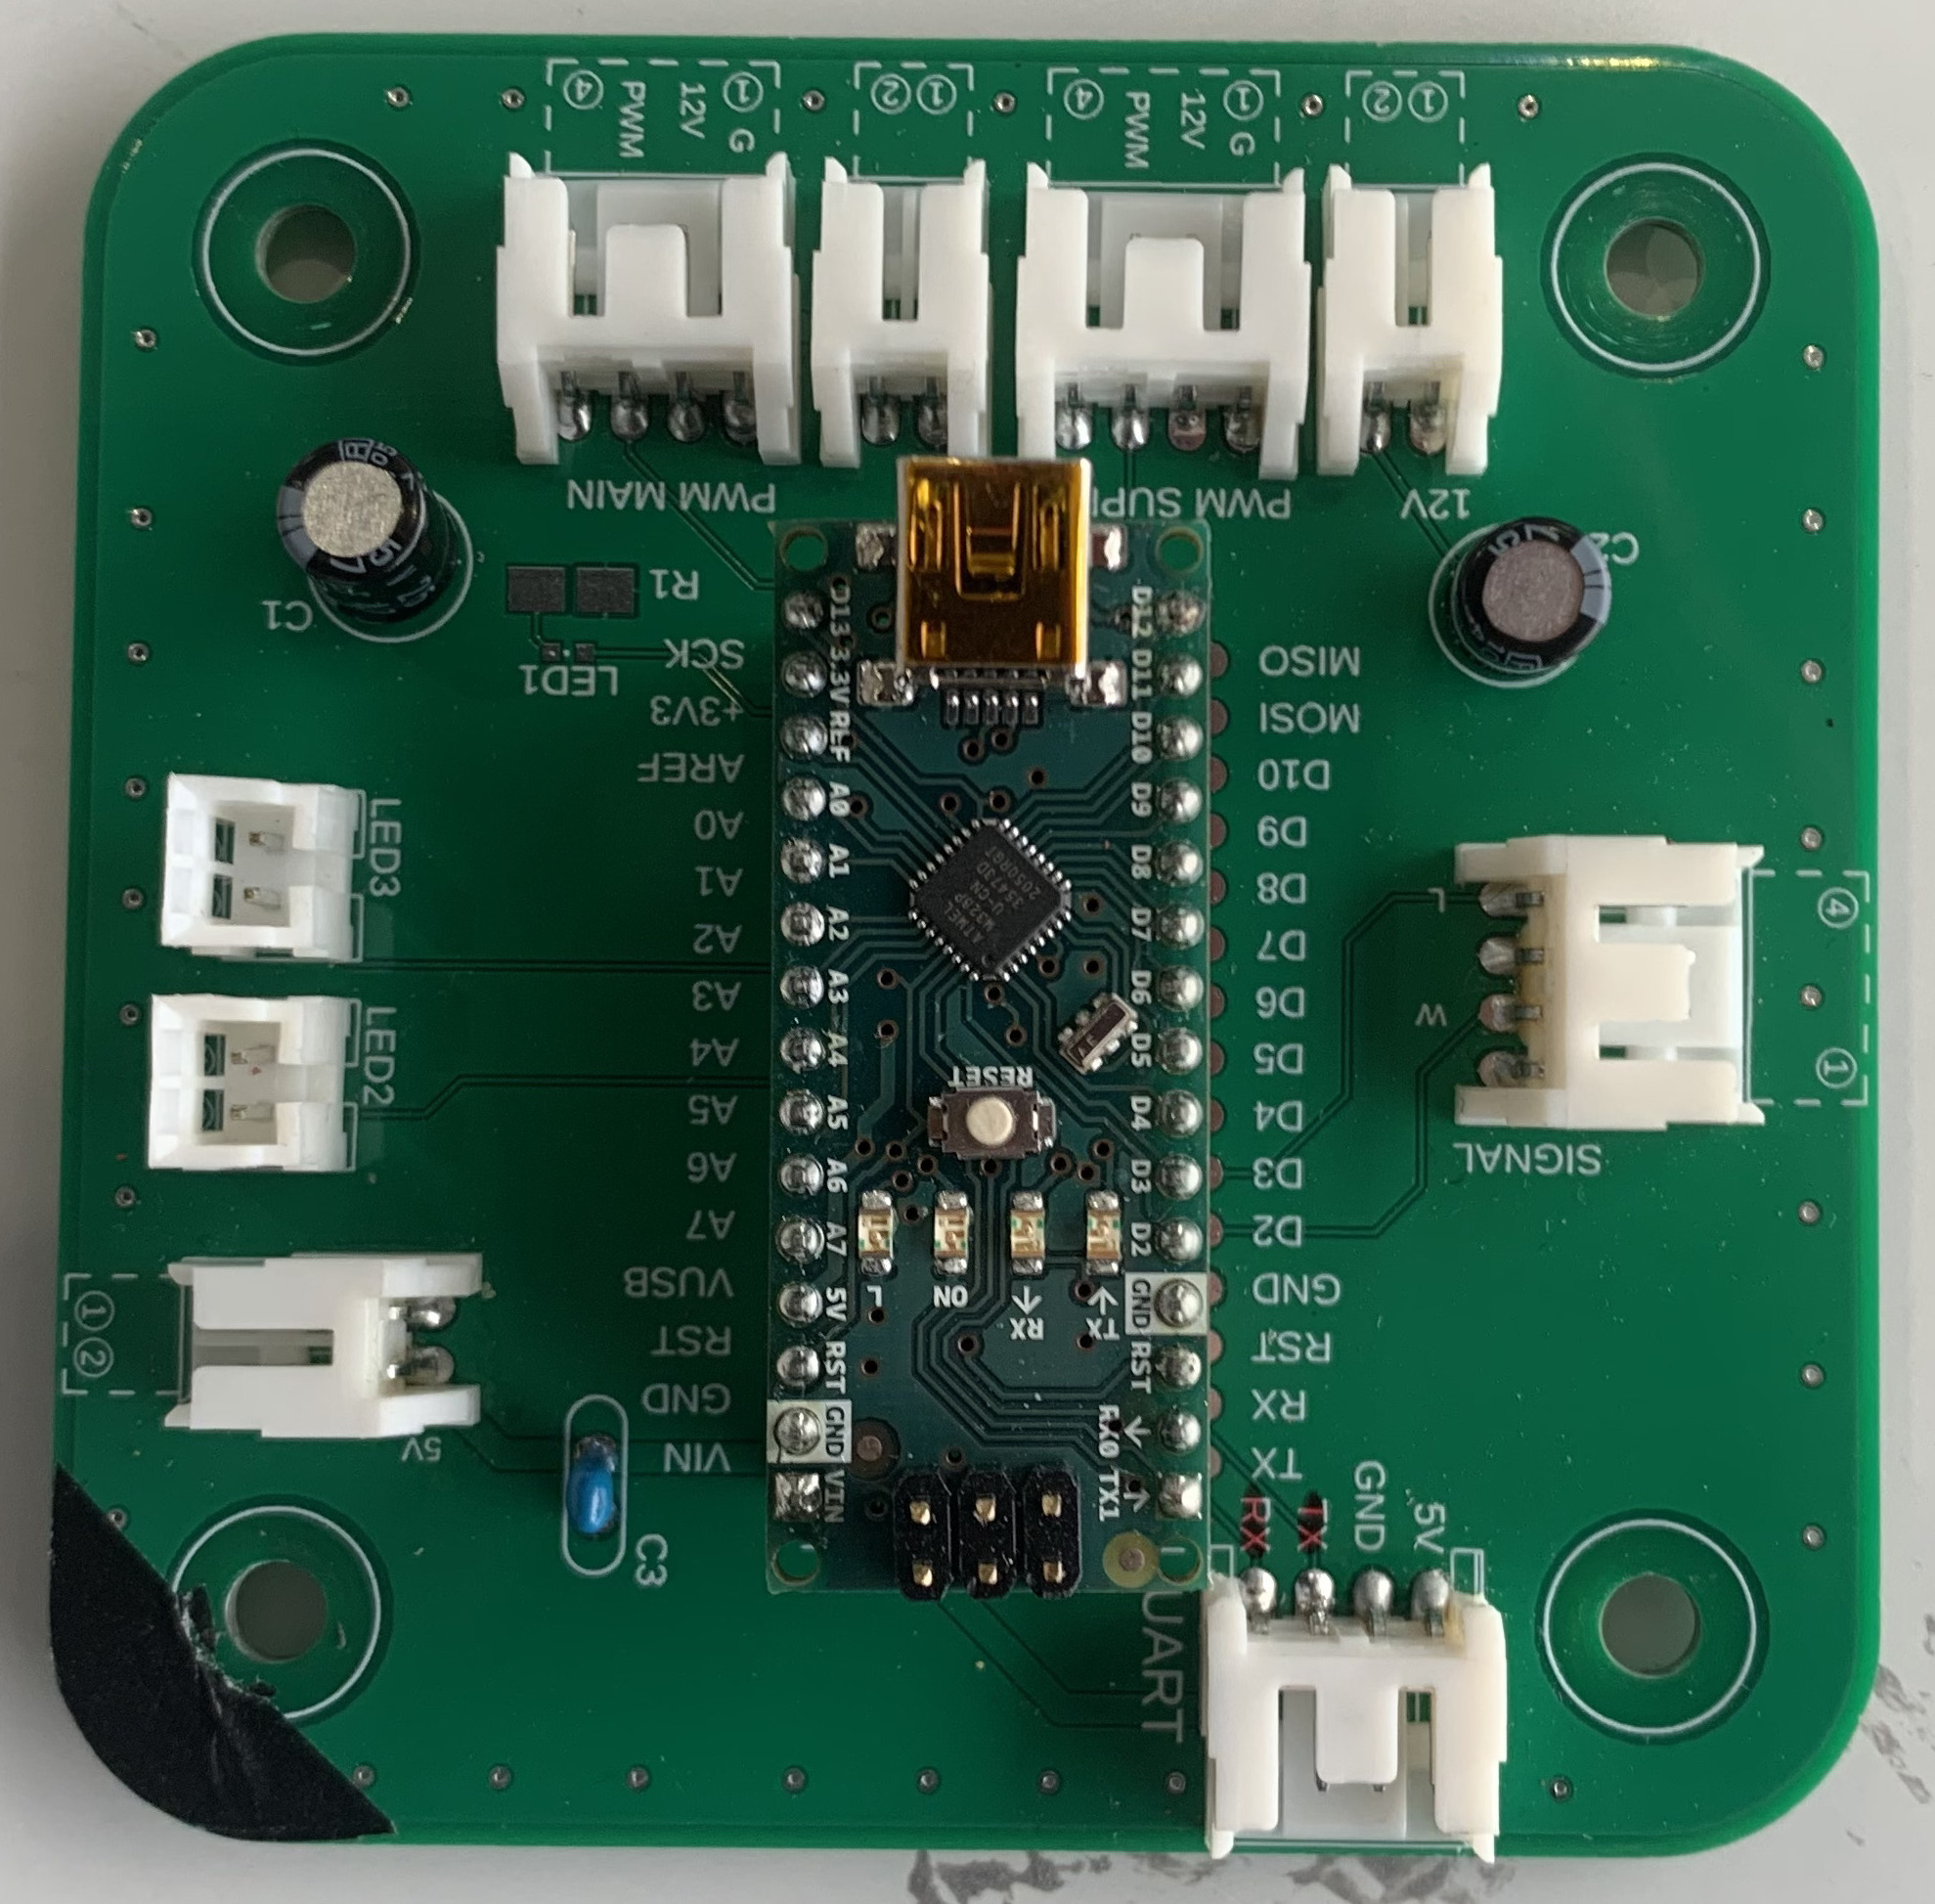 ④ ① ② ① ④ ① ② ①
PWM 12V G PWM 12V G
PWM MAIN
PWM SUP
12V
C1
C2
R1
LED1
SCK
+3V3
AREF
A0
A1
A2
A3
A4
A5
A6
A7
VUSB
RST
GND
VIN
LED3
LED2
① ②
5V
C3
D13
3.3V
REF
A0
A1
A2
A3
A4
A5
A6
A7
5V
RST
GND
VIN
ATMEL
M328P
U-CN
35473D
RESET
L
ON
RX
TX
D12
D11
D10
D9
D8
D7
D6
D5
D4
D3
D2
GND
RST
RX0
TX1
MISO
MOSI
D10
D9
D8
D7
D6
D5
D4
D3
D2
GND
RST
RX
TX
L
W
④
①
SIGNAL
RX TX GND 5V
UART